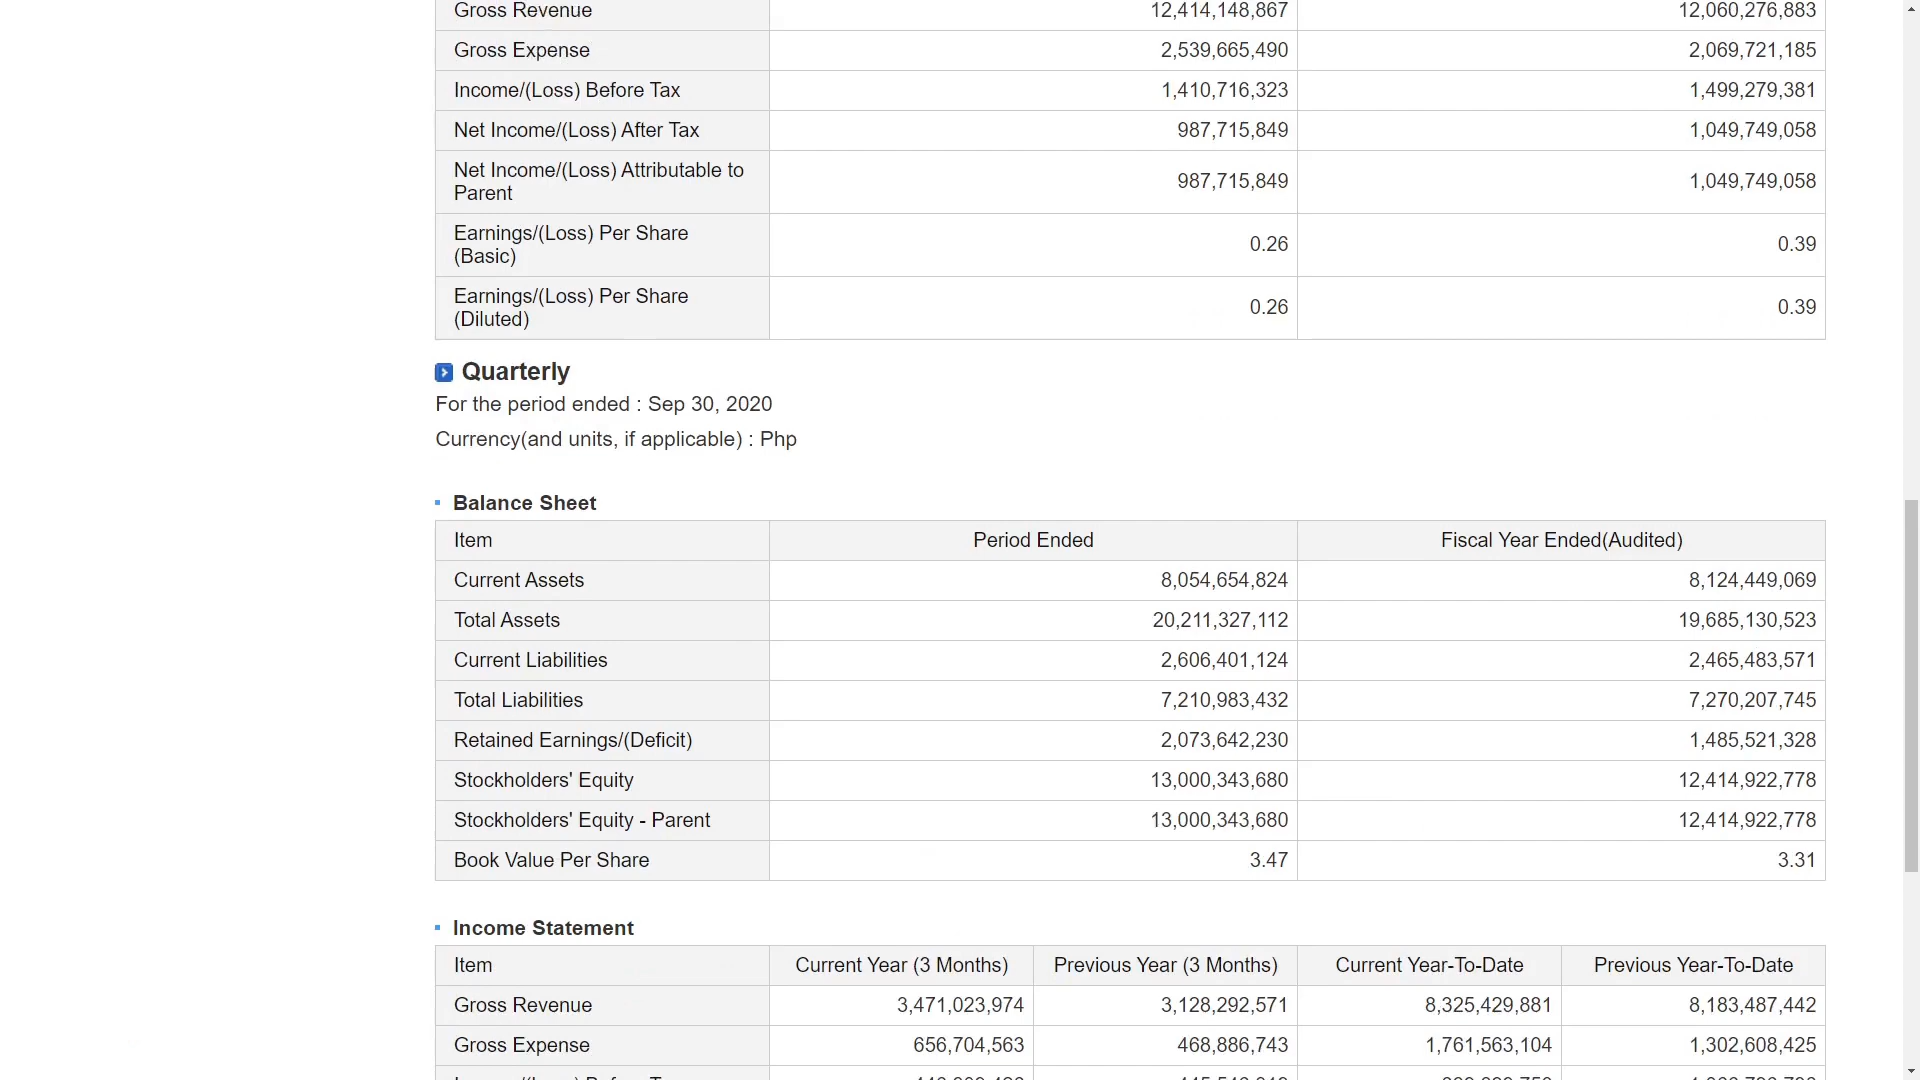 Gross Revenue 12,414,148,867 12,060,276,883
Gross Expense 2,539,665,490 2,069,721,185
Income/(Loss) Before Tax 1,410,716,323 1,499,279,381
Net Income/(Loss) After Tax 987,715,849 1,049,749,058
Net Income/(Loss) Attributable to
Parent 987,715,849 1,049,749,058
Earnings/(Loss) Per Share
(Basic) 0.26 0.39
Earnings/(Loss) Per Share
(Diluted) 0.26 0.39
Quarterly
For the period ended : Sep 30, 2020
Currency(and units, if applicable) : Php
Balance Sheet
Item Period Ended Fiscal Year Ended(Audited)
Current Assets 8,054,654,824 8,124,449,069
Total Assets 20,211,327,112 19,685,130,523
Current Liabilities 2,606,401,124 2,465,483,571
Total Liabilities 7,210,983,432 7,270,207,745
Retained Earnings/(Deficit) 2,073,642,230 1,485,521,328
Stockholders' Equity 13,000,343,680 12,414,922,778
Stockholders' Equity - Parent 13,000,343,680 12,414,922,778
Book Value Per Share 3.47 3.31
Income Statement
Item Current Year (3 Months) Previous Year (3 Months) Current Year-To-Date Previous Year-To-Date
Gross Revenue 3,471,023,974 3,128,292,571 8,325,429,881 8,183,487,442
Gross Expense 656,704,563 468,886,743 1,761,563,104 1,302,608,425